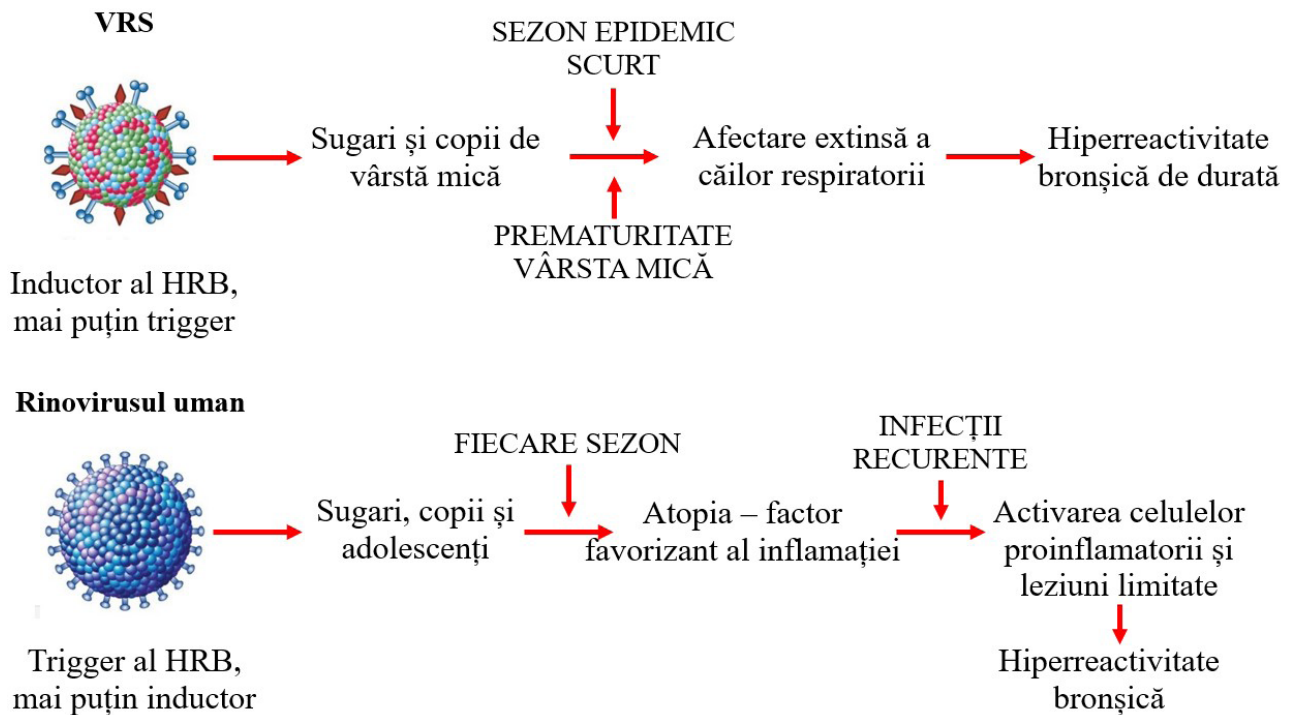 VRS
SEZON EPIDEMIC
SCURT
Sugari și copii de
vârstă mică
Afectare extinsă a
căilor respiratorii
Hiperreactivitate
bronșică de durată
PREMATURITATE
VÂRSTA MICĂ
Inductor al HRB,
mai puțin trigger
Rinovirusul uman
FIECARE SEZON
INFECȚII
RECURENTE
Sugari, copii și
adolescenți
Atopia – factor
favorizant al inflamației
Activarea celulelor
proinflamatorii și
leziuni limitate
Trigger al HRB,
mai puțin inductor
Hiperreactivitate
bronșică